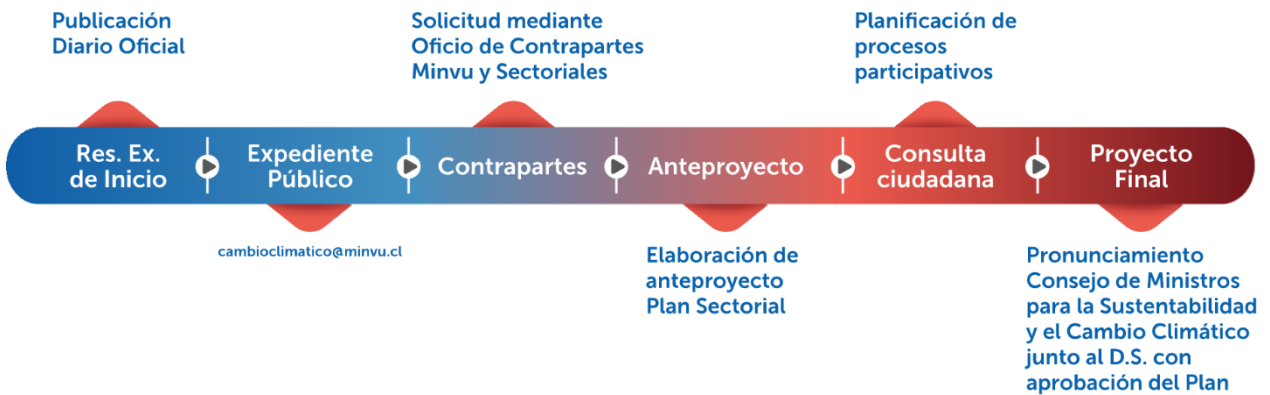 Publicación
Diario Oficial
Solicitud mediante
Oficio de Contrapartes
Minvu y Sectoriales
Planificación de
procesos
participativos
Res. Ex.
de Inicio
Expediente
Público
Contrapartes
Anteproyecto
Consulta
ciudadana
Proyecto
Final
cambioclimatico@minvu.cl
Elaboración de
anteproyecto
Plan Sectorial
Pronunciamiento
Consejo de Ministros
para la Sustentabilidad
y el Cambio Climático
junto al D.S. con
aprobación del Plan